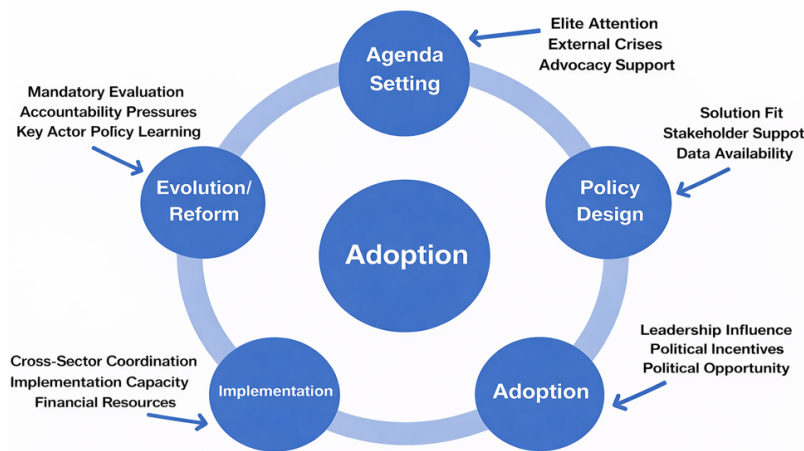 Elite Attention
External Crises
Advocacy Support
Agenda
Setting
Mandatory Evaluation
Accountability Pressures
Key Actor Policy Learning
Solution Fit
Stakeholder Suppot
Data Availability
Evolution/
Reform
Policy
Design
Adoption
Leadership Influence
Political Incentives
Political Opportunity
Cross-Sector Coordination
Implementation Capacity
Financial Resources
Implementation
Adoption